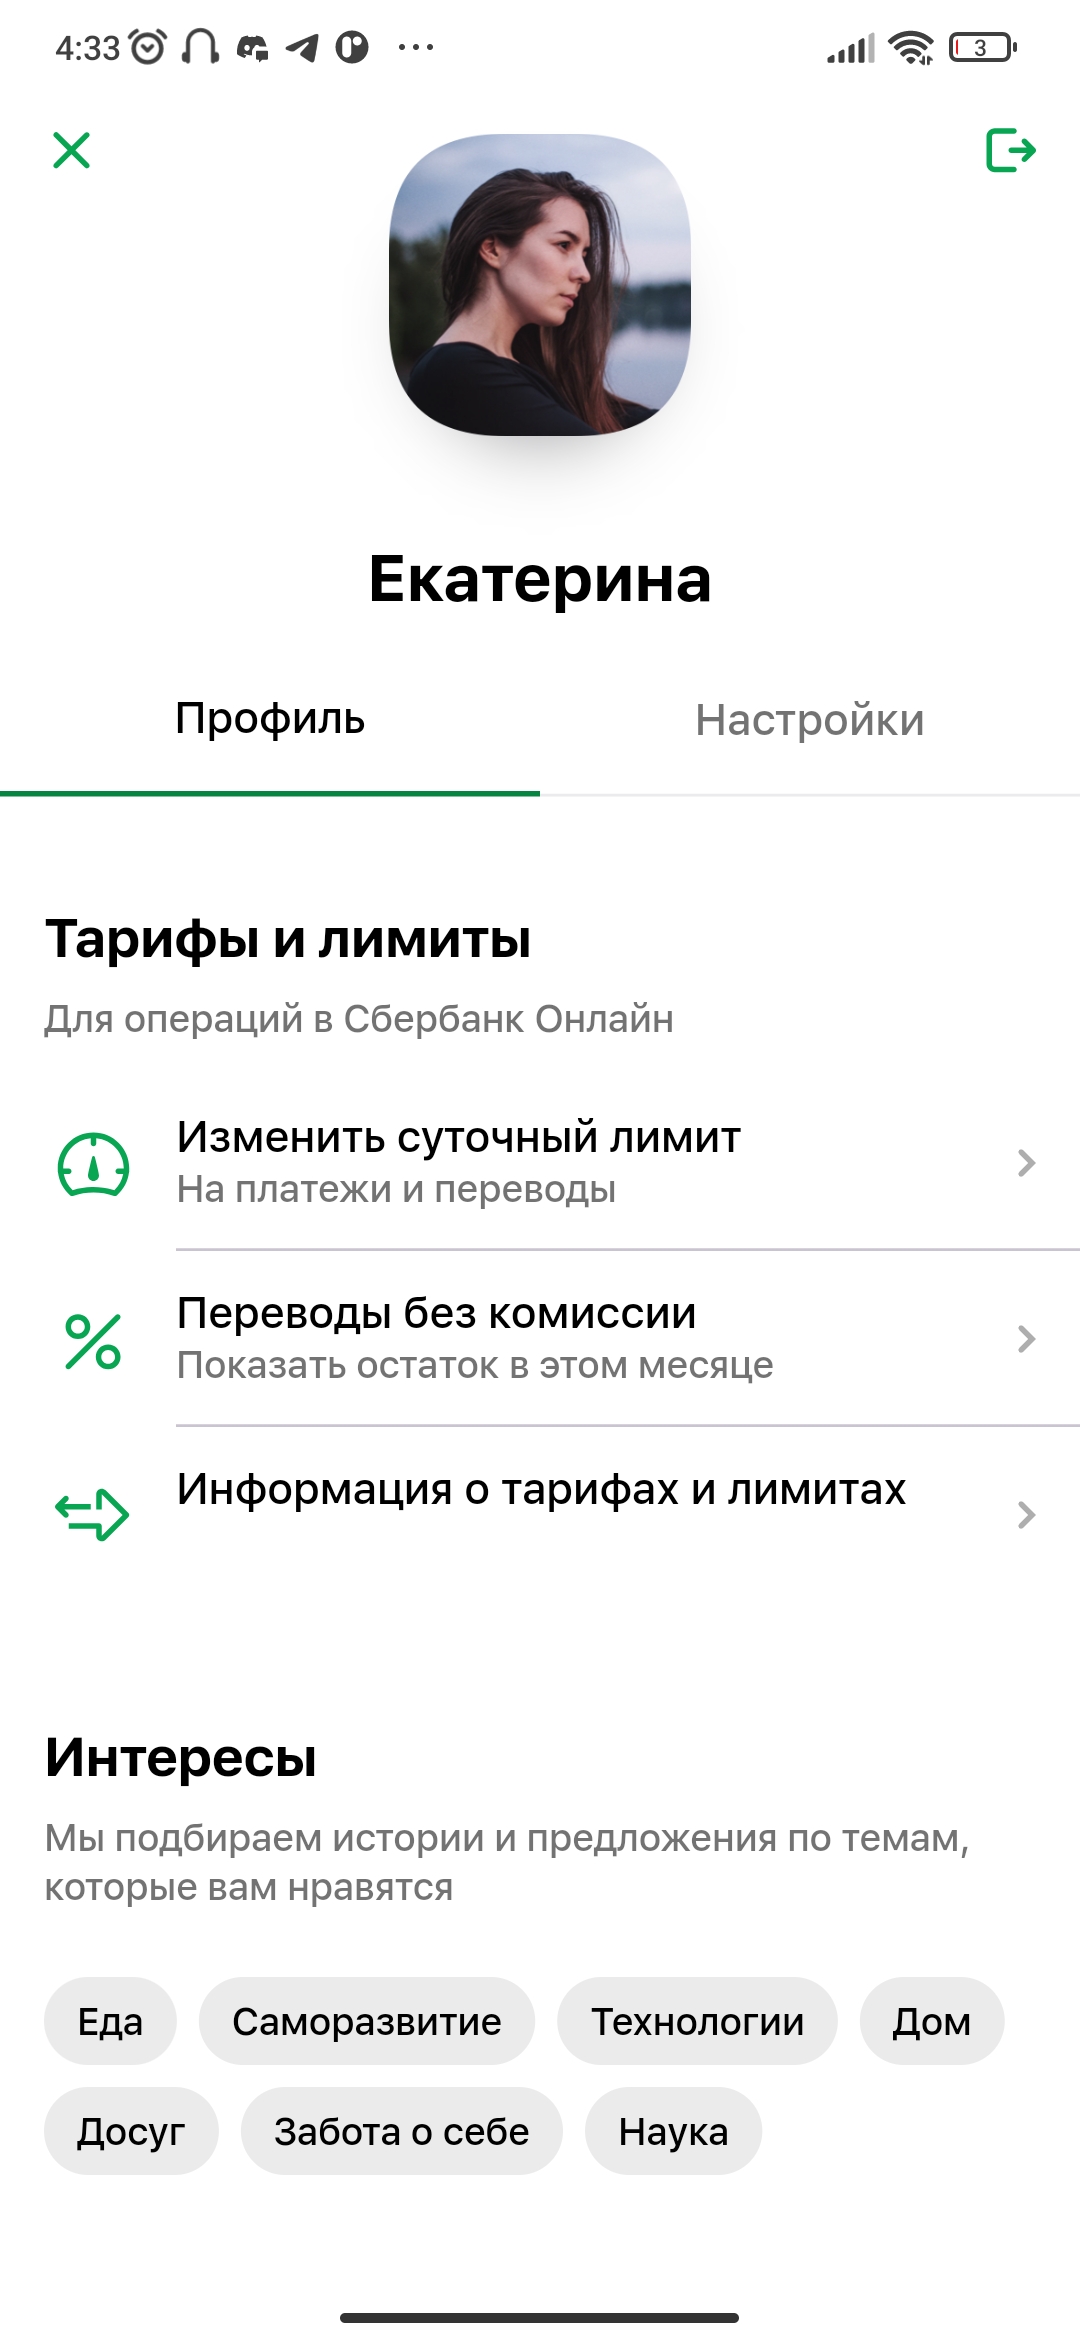 4:33
3
Екатерина
Профиль
Настройки
Тарифы и лимиты
Для операций в Сбербанк Онлайн
Изменить суточный лимит
На платежи и переводы
Переводы без комиссии
Показать остаток в этом месяце
Информация о тарифах и лимитах
Интересы
Мы подбираем истории и предложения по темам,
которые вам нравятся
Еда Саморазвитие Технологии Дом
Досуг Забота о себе Наука